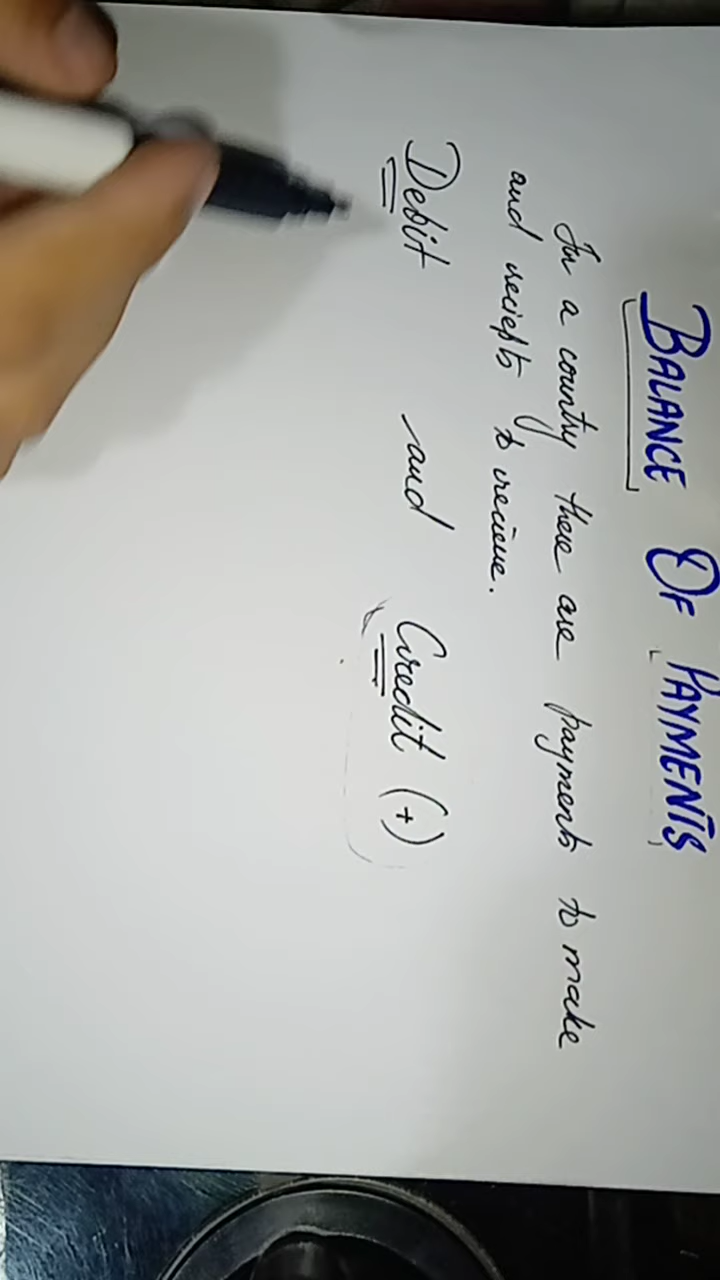 BALANCE OF PAYMENTS
In a country there are payments to make
and reciepts to recieve.
Debit and Credit (+)